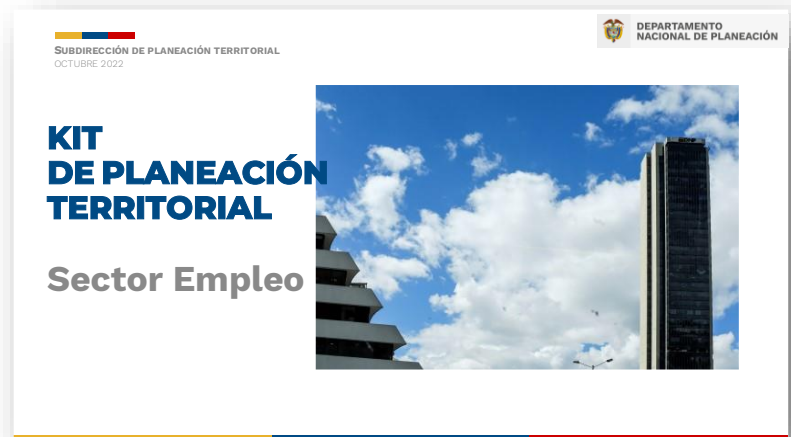 SUBDIRECCIÓN DE PLANEACIÓN TERRITORIAL
OCTUBRE 2022
DEPARTAMENTO
NACIONAL DE PLANEACIÓN
KIT
DE PLANEACIÓN
TERRITORIAL
Sector Empleo